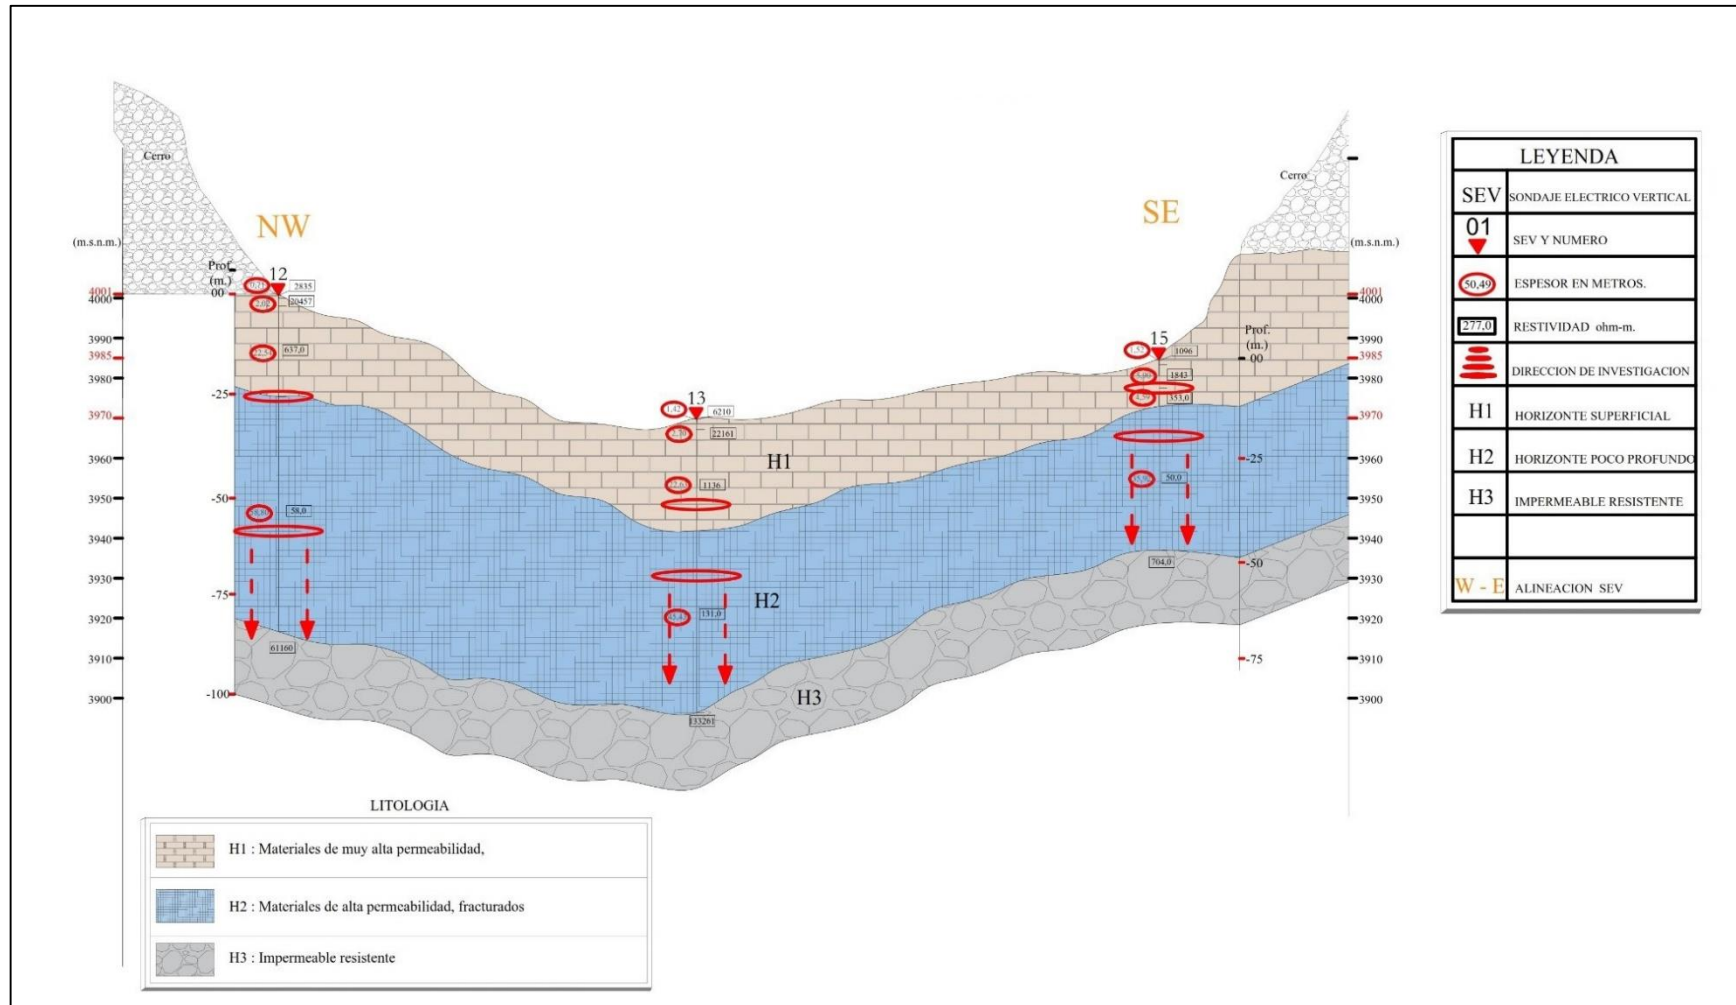 Cerro
NW
SE
Cerro
(m.s.n.m.)
(m.s.n.m.)
Prof.
(m.)
00
-25
-50
-75
-100
4001
4000
3990
3985
3980
3970
3960
3950
3940
3930
3920
3910
3900
12
2835
20457
637,0
58,0
61160
13
1,42
6210
22161
1136
131,0
133261
H1
H2
H3
15
1,52
1096
1843
353,0
50,0
704,0
Prof.
(m.)
00
-25
-50
-75
4001
4000
3990
3985
3980
3970
3960
3950
3940
3930
3920
3910
3900
LEYENDA
SEV SONDAJE ELECTRICO VERTICAL
01 SEV Y NUMERO
50,49 ESPESOR EN METROS.
277,0 RESTIVIDAD ohm-m.
DIRECCION DE INVESTIGACION
H1 HORIZONTE SUPERFICIAL
H2 HORIZONTE POCO PROFUNDO
H3 IMPERMEABLE RESISTENTE
W - E ALINEACION SEV
LITOLOGIA
H1 : Materiales de muy alta permeabilidad,
H2 : Materiales de alta permeabilidad, fracturados
H3 : Impermeable resistente